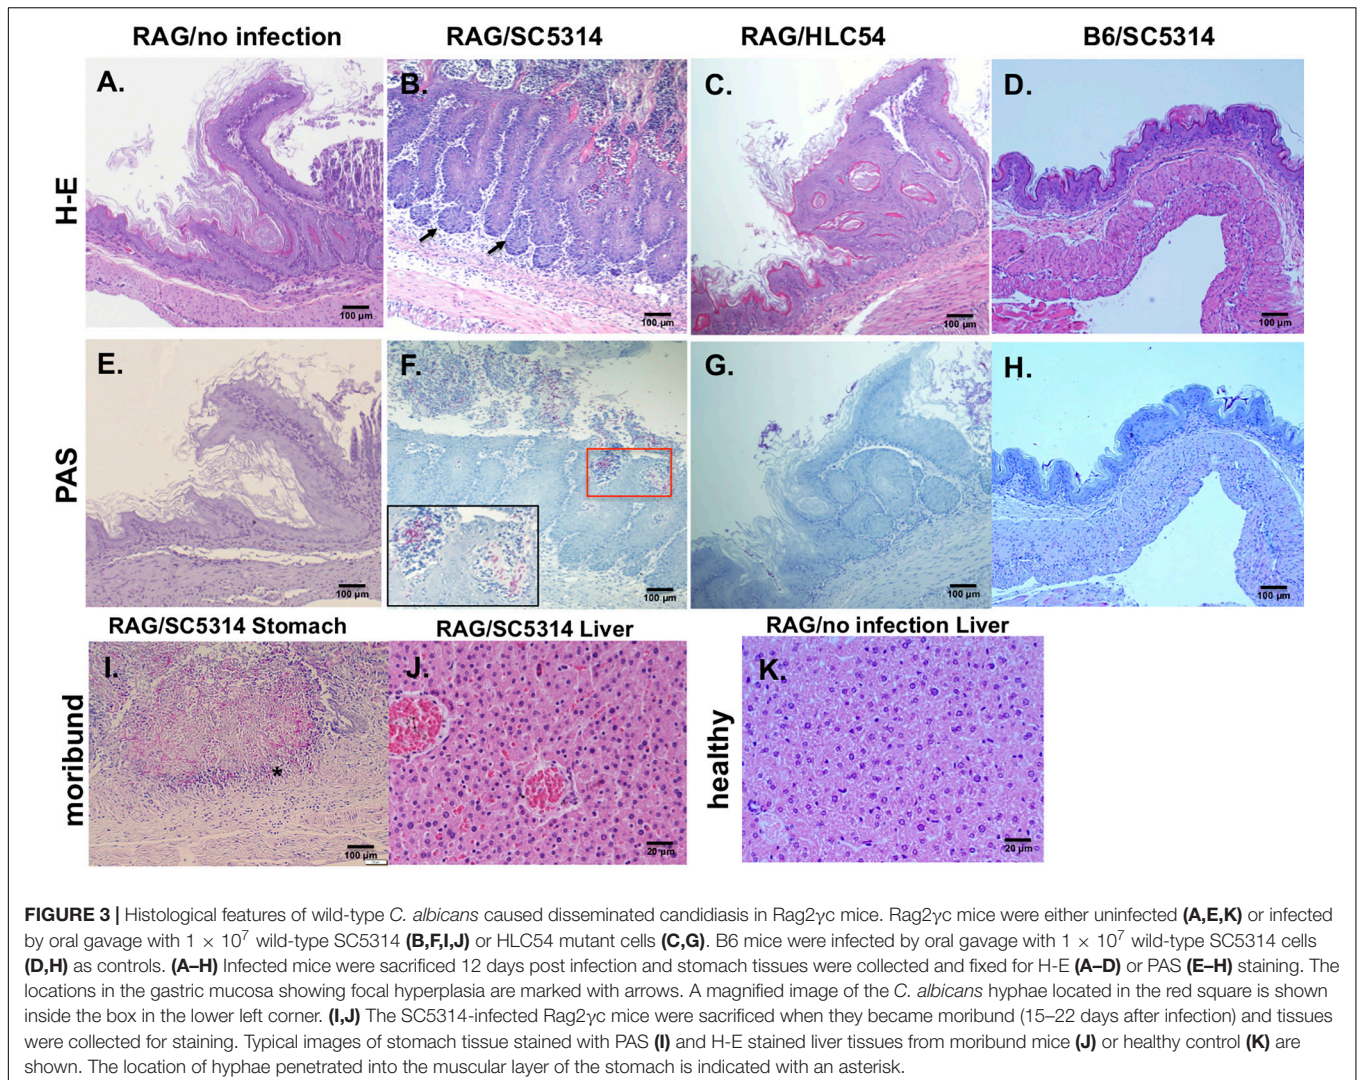 RAG/no infection RAG/SC5314 RAG/HLC54 B6/SC5314
H-E
A. B. C. D.
100 µm 100 µm 100 µm 100 µm
PAS
E. F. G. H.
100 µm 100 µm 100 µm 100 µm
RAG/SC5314 Stomach RAG/SC5314 Liver RAG/no infection Liver
moribund
I. J.
healthy
K.
*
100 µm 20 µm 20 µm
FIGURE 3 | Histological features of wild-type C. albicans caused disseminated candidiasis in Rag2γc mice. Rag2γc mice were either uninfected (A,E,K) or infected
by oral gavage with 1 × 10⁷ wild-type SC5314 (B,F,I,J) or HLC54 mutant cells (C,G). B6 mice were infected by oral gavage with 1 × 10⁷ wild-type SC5314 cells
(D,H) as controls. (A–H) Infected mice were sacrificed 12 days post infection and stomach tissues were collected and fixed for H-E (A–D) or PAS (E–H) staining. The
locations in the gastric mucosa showing focal hyperplasia are marked with arrows. A magnified image of the C. albicans hyphae located in the red square is shown
inside the box in the lower left corner. (I,J) The SC5314-infected Rag2γc mice were sacrificed when they became moribund (15–22 days after infection) and tissues
were collected for staining. Typical images of stomach tissue stained with PAS (I) and H-E stained liver tissues from moribund mice (J) or healthy control (K) are
shown. The location of hyphae penetrated into the muscular layer of the stomach is indicated with an asterisk.